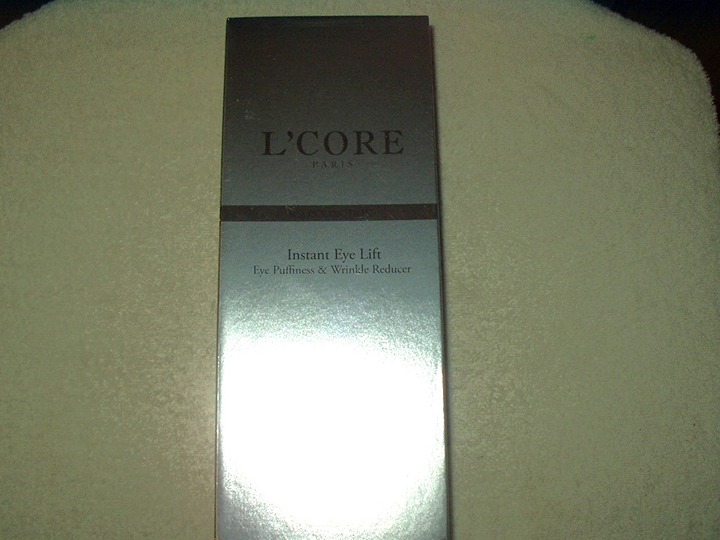 L'CORE
PARIS
Instant Eye Lift
Eye Puffiness & Wrinkle Reducer